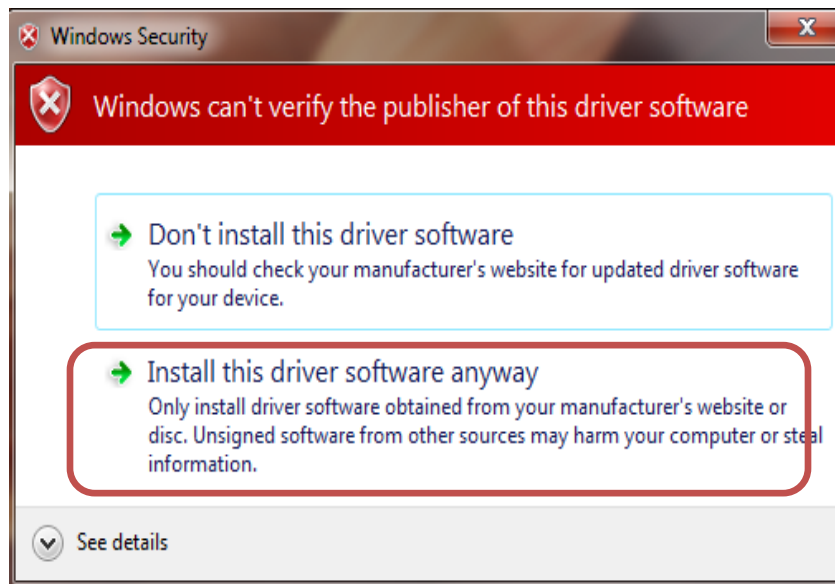 Windows Security
Windows can't verify the publisher of this driver software
Don't install this driver software
You should check your manufacturer's website for updated driver software
for your device.
Install this driver software anyway
Only install driver software obtained from your manufacturer's website or
disc. Unsigned software from other sources may harm your computer or steal
information.
See details